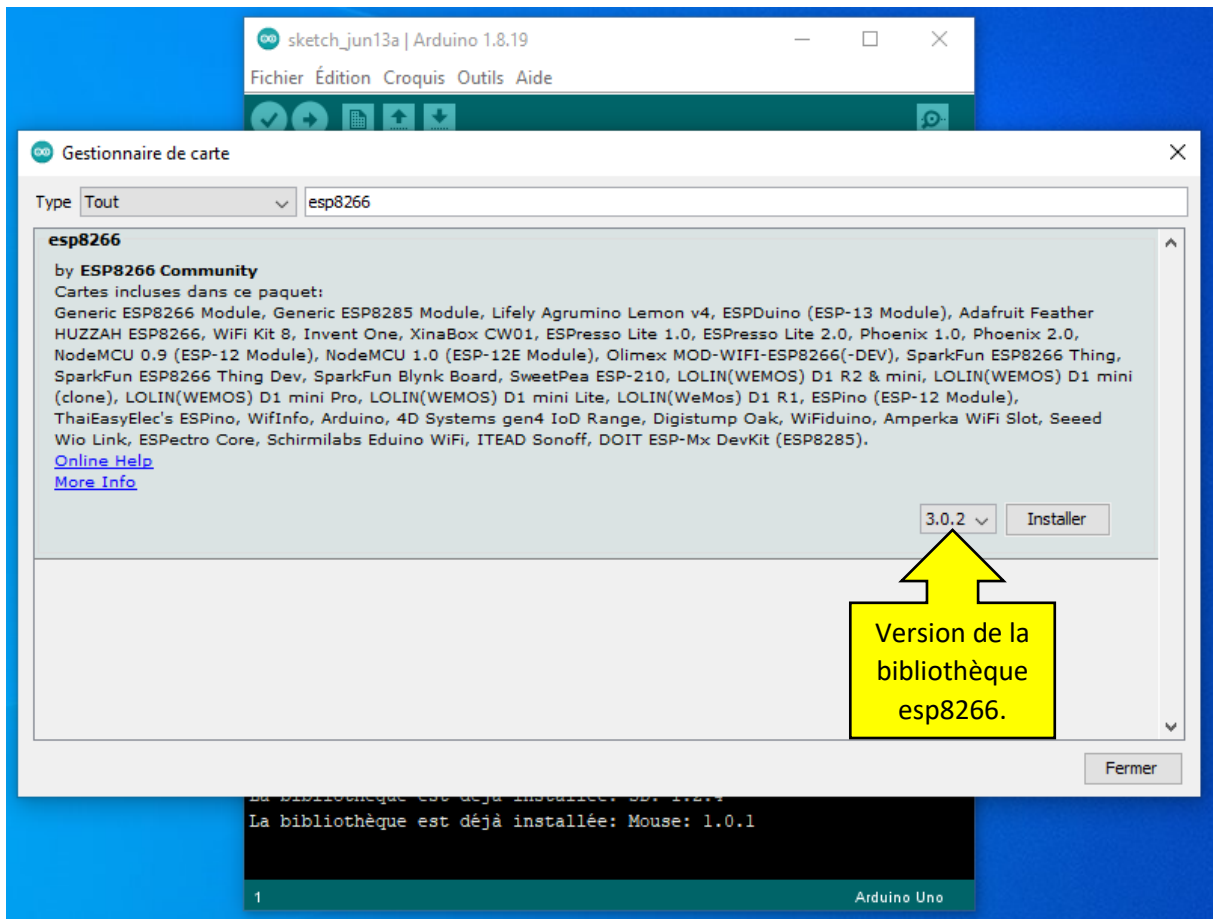 sketch_jun13a | Arduino 1.8.19
Fichier Édition Croquis Outils Aide
Gestionnaire de carte
Type Tout esp8266
esp8266
by ESP8266 Community
Cartes incluses dans ce paquet:
Generic ESP8266 Module, Generic ESP8285 Module, Lifely Agrumino Lemon v4, ESPDuino (ESP-13 Module), Adafruit Feather
HUZZAH ESP8266, WiFi Kit 8, Invent One, XinaBox CW01, ESPresso Lite 1.0, ESPresso Lite 2.0, Phoenix 1.0, Phoenix 2.0,
NodeMCU 0.9 (ESP-12 Module), NodeMCU 1.0 (ESP-12E Module), Olimex MOD-WIFI-ESP8266(-DEV), SparkFun ESP8266 Thing,
SparkFun ESP8266 Thing Dev, SparkFun Blynk Board, SweetPea ESP-210, LOLIN(WEMOS) D1 R2 & mini, LOLIN(WEMOS) D1 mini
(clone), LOLIN(WEMOS) D1 mini Pro, LOLIN(WEMOS) D1 mini Lite, LOLIN(WeMos) D1 R1, ESPino (ESP-12 Module),
ThaiEasyElec's ESPino, WifInfo, Arduino, 4D Systems gen4 IoD Range, Digistump Oak, WiFiduino, Amperka WiFi Slot, Seeed
Wio Link, ESPectro Core, Schirmilabs Eduino WiFi, ITEAD Sonoff, DOIT ESP-Mx DevKit (ESP8285).
Online Help
More Info
3.0.2 Installer
Version de la
bibliothèque
esp8266.
Fermer
La bibliothèque est déjà installée: SD: 1.2.4
La bibliothèque est déjà installée: Mouse: 1.0.1
1 Arduino Uno